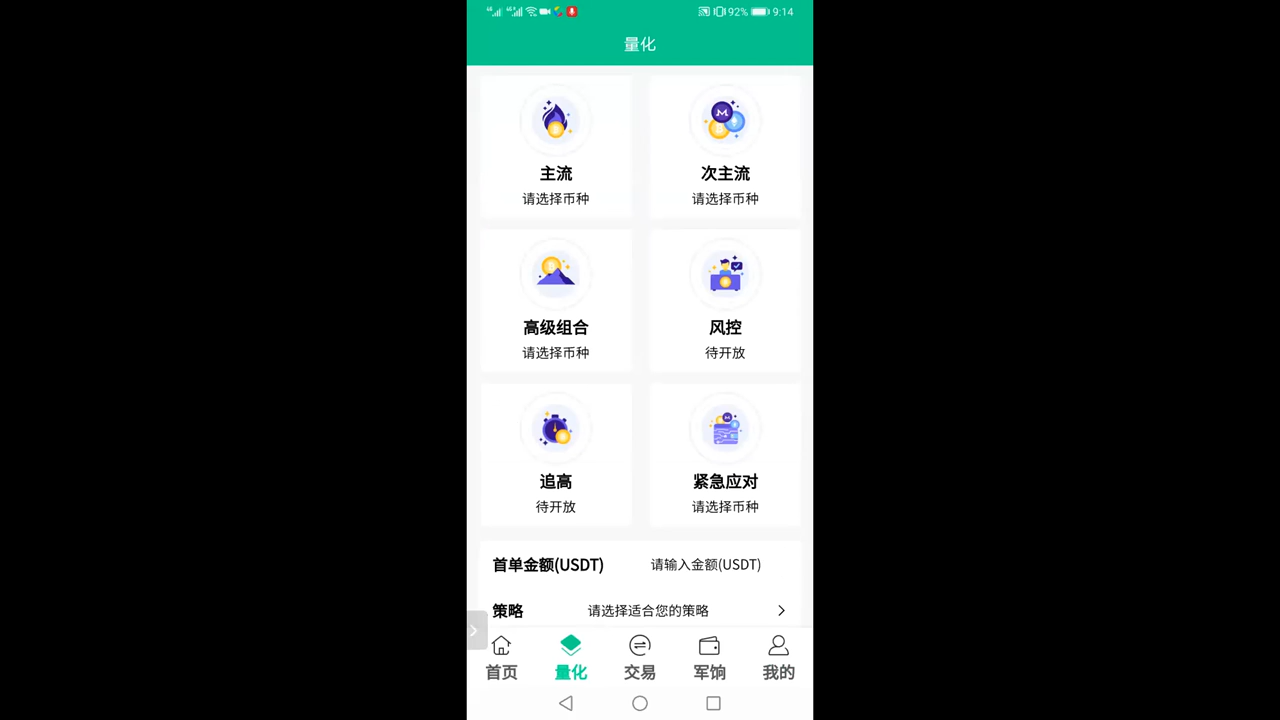 92% 9:14
量化
主流
请选择币种
次主流
请选择币种
高级组合
请选择币种
风控
待开放
追高
待开放
紧急应对
请选择币种
首单金额(USDT) 请输入金额(USDT)
策略 请选择适合您的策略
首页 量化 交易 军饷 我的